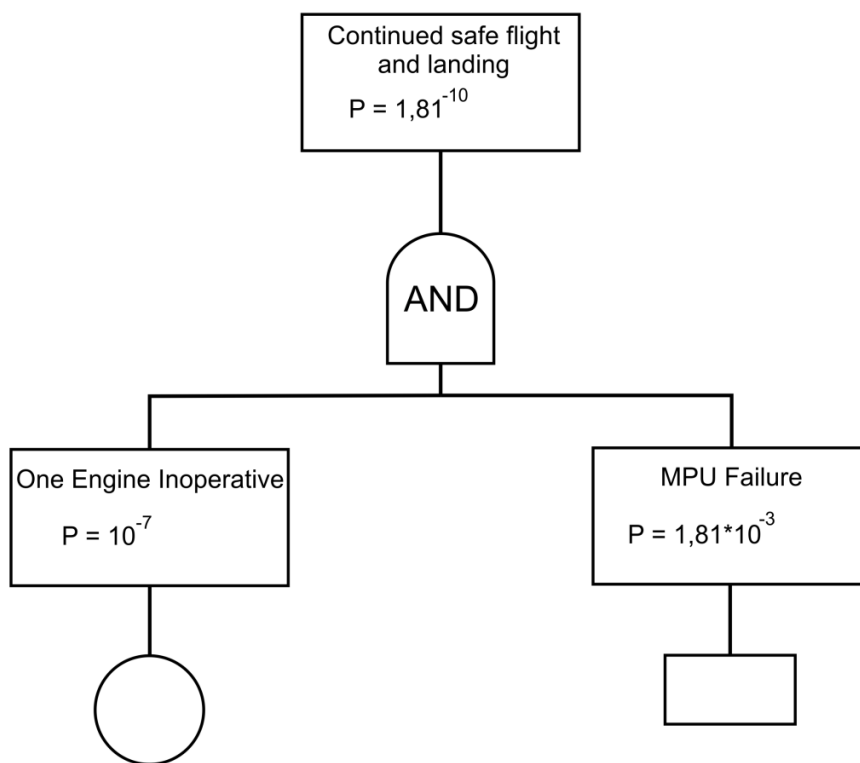 Continued safe flight
and landing
P = 1,81⁻¹⁰
AND
One Engine Inoperative
P = 10⁻⁷
MPU Failure
P = 1,81*10⁻³